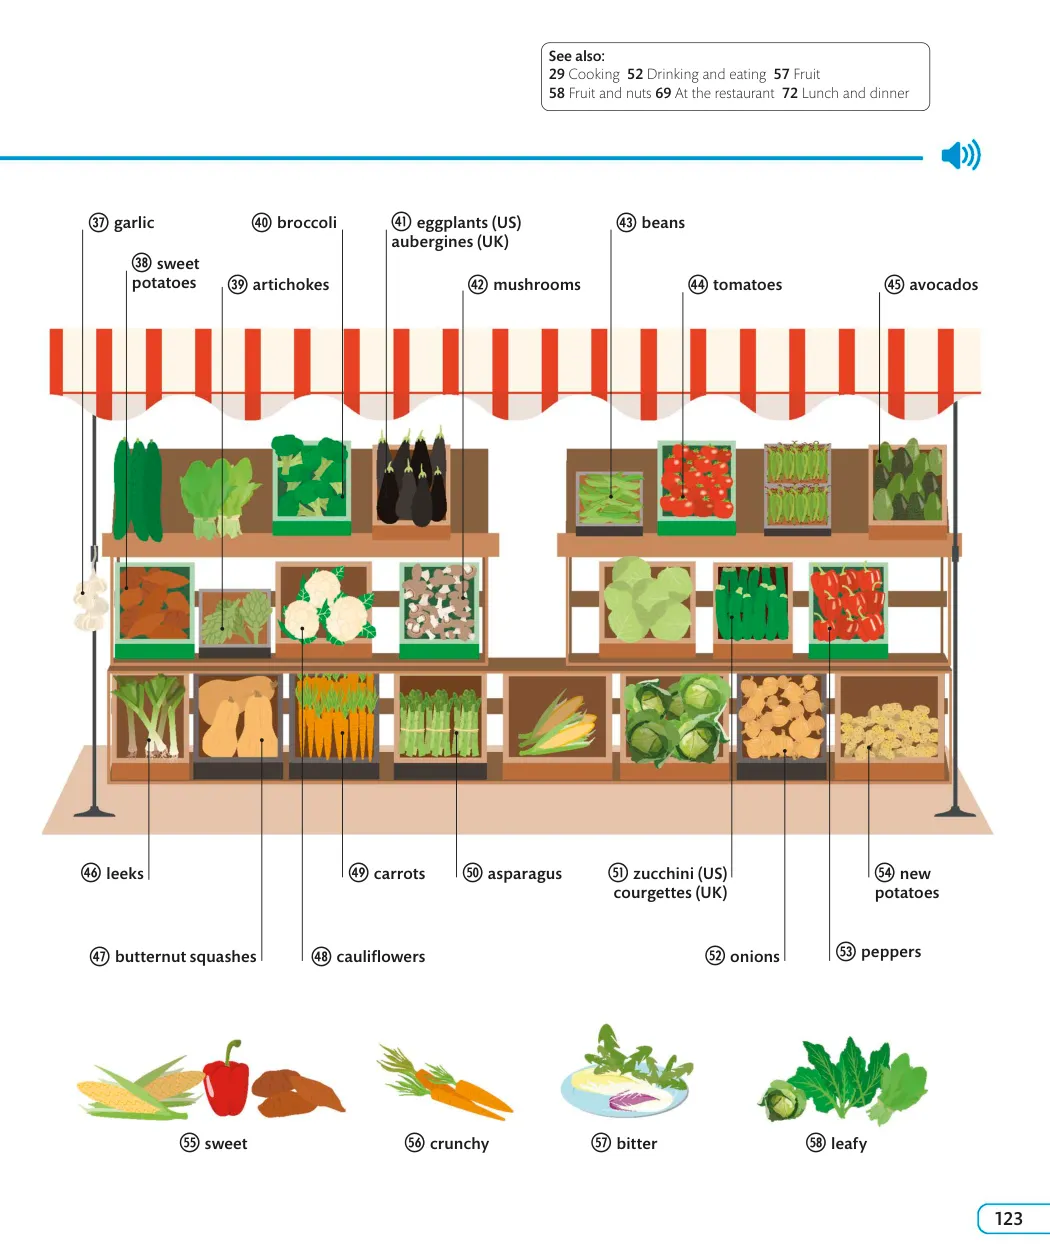 See also:
29 Cooking 52 Drinking and eating 57 Fruit
58 Fruit and nuts 69 At the restaurant 72 Lunch and dinner
37 garlic
40 broccoli
41 eggplants (US)
aubergines (UK)
43 beans
38 sweet
potatoes
39 artichokes
42 mushrooms
44 tomatoes
45 avocados
46 leeks
49 carrots
50 asparagus
51 zucchini (US)
courgettes (UK)
54 new
potatoes
47 butternut squashes
48 cauliflowers
52 onions
53 peppers
55 sweet
56 crunchy
57 bitter
58 leafy
123